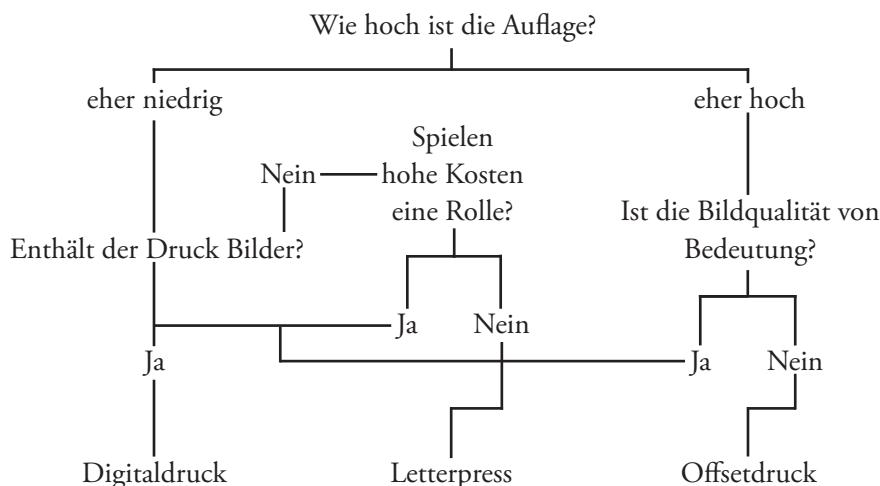 Wie hoch ist die Auflage?
eher niedrig
eher hoch
Spielen
Nein
hohe Kosten
eine Rolle?
Ist die Bildqualität von
Enthält der Druck Bilder?
Bedeutung?
Ja
Nein
Ja
Ja
Nein
Digitaldruck
Letterpress
Offsetdruck